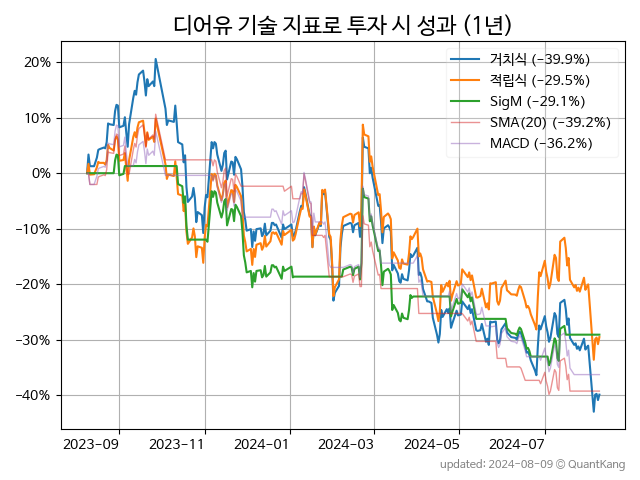 디어유 기술 지표로 투자 시 성과 (1년)
거치식 (−39.9%)
적립식 (−29.5%)
SigM (−29.1%)
SMA(20) (−39.2%)
MACD (−36.2%)
20%
10%
0%
−10%
−20%
−30%
−40%
2023-09 2023-11 2024-01 2024-03 2024-05 2024-07
updated: 2024-08-09 © QuantKang